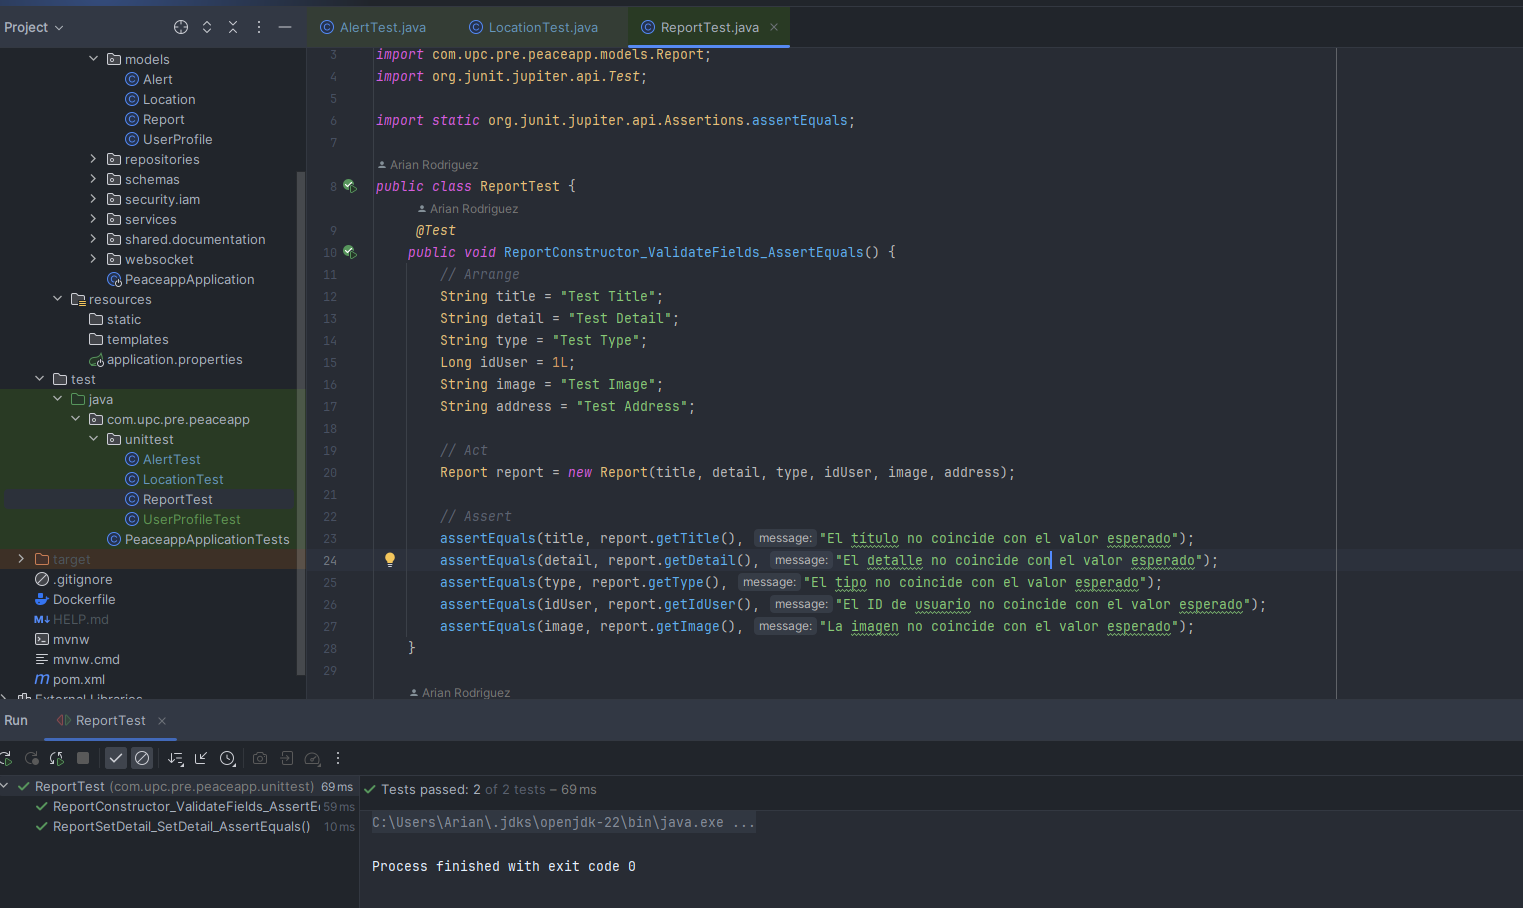 Project
AlertTest.java
LocationTest.java
ReportTest.java
models
Alert
Location
Report
UserProfile
repositories
schemas
security.iam
services
shared.documentation
websocket
PeaceappApplication
resources
static
templates
application.properties
test
java
com.upc.pre.peaceapp
unittest
AlertTest
LocationTest
ReportTest
UserProfileTest
PeaceappApplicationTests
target
.gitignore
Dockerfile
HELP.md
mvnw
mvnw.cmd
pom.xml
External Libraries
3 import com.upc.pre.peaceapp.models.Report;
4 import org.junit.jupiter.api.Test;
5
6 import static org.junit.jupiter.api.Assertions.assertEquals;
7
Arian Rodriguez
8 public class ReportTest {
Arian Rodriguez
9 @Test
10 public void ReportConstructor_ValidateFields_AssertEquals() {
11 // Arrange
12 String title = "Test Title";
13 String detail = "Test Detail";
14 String type = "Test Type";
15 Long idUser = 1L;
16 String image = "Test Image";
17 String address = "Test Address";
18
19 // Act
20 Report report = new Report(title, detail, type, idUser, image, address);
21
22 // Assert
23 assertEquals(title, report.getTitle(), message: "El titulo no coincide con el valor esperado");
24 assertEquals(detail, report.getDetail(), message: "El detalle no coincide con el valor esperado");
25 assertEquals(type, report.getType(), message: "El tipo no coincide con el valor esperado");
26 assertEquals(idUser, report.getIdUser(), message: "El ID de usuario no coincide con el valor esperado");
27 assertEquals(image, report.getImage(), message: "La imagen no coincide con el valor esperado");
28 }
29
Arian Rodriguez
Run ReportTest
ReportTest (com.upc.pre.peaceapp.unittest) 69 ms
ReportConstructor_ValidateFields_AssertE 59 ms
ReportSetDetail_SetDetail_AssertEquals() 10 ms
Tests passed: 2 of 2 tests – 69 ms
C:\Users\Arian\.jdks\openjdk-22\bin\java.exe ...
Process finished with exit code 0